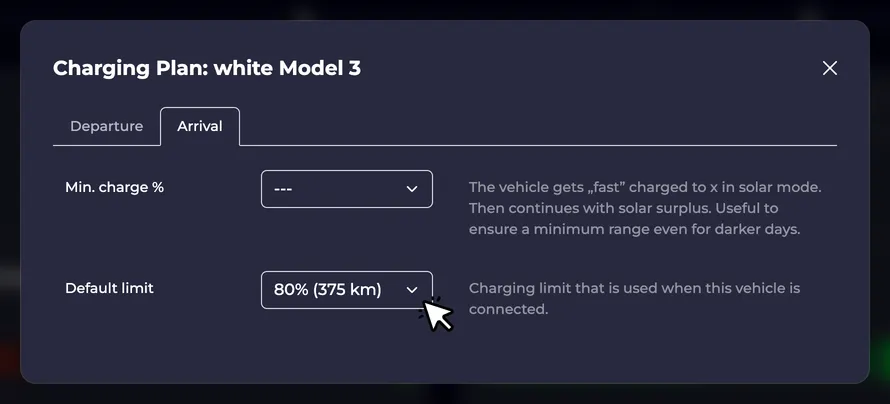 Charging Plan: white Model 3
Departure
Arrival
Min. charge %
---
The vehicle gets „fast” charged to x in solar mode.
Then continues with solar surplus. Useful to
ensure a minimum range even for darker days.
Default limit
80% (375 km)
Charging limit that is used when this vehicle is
connected.